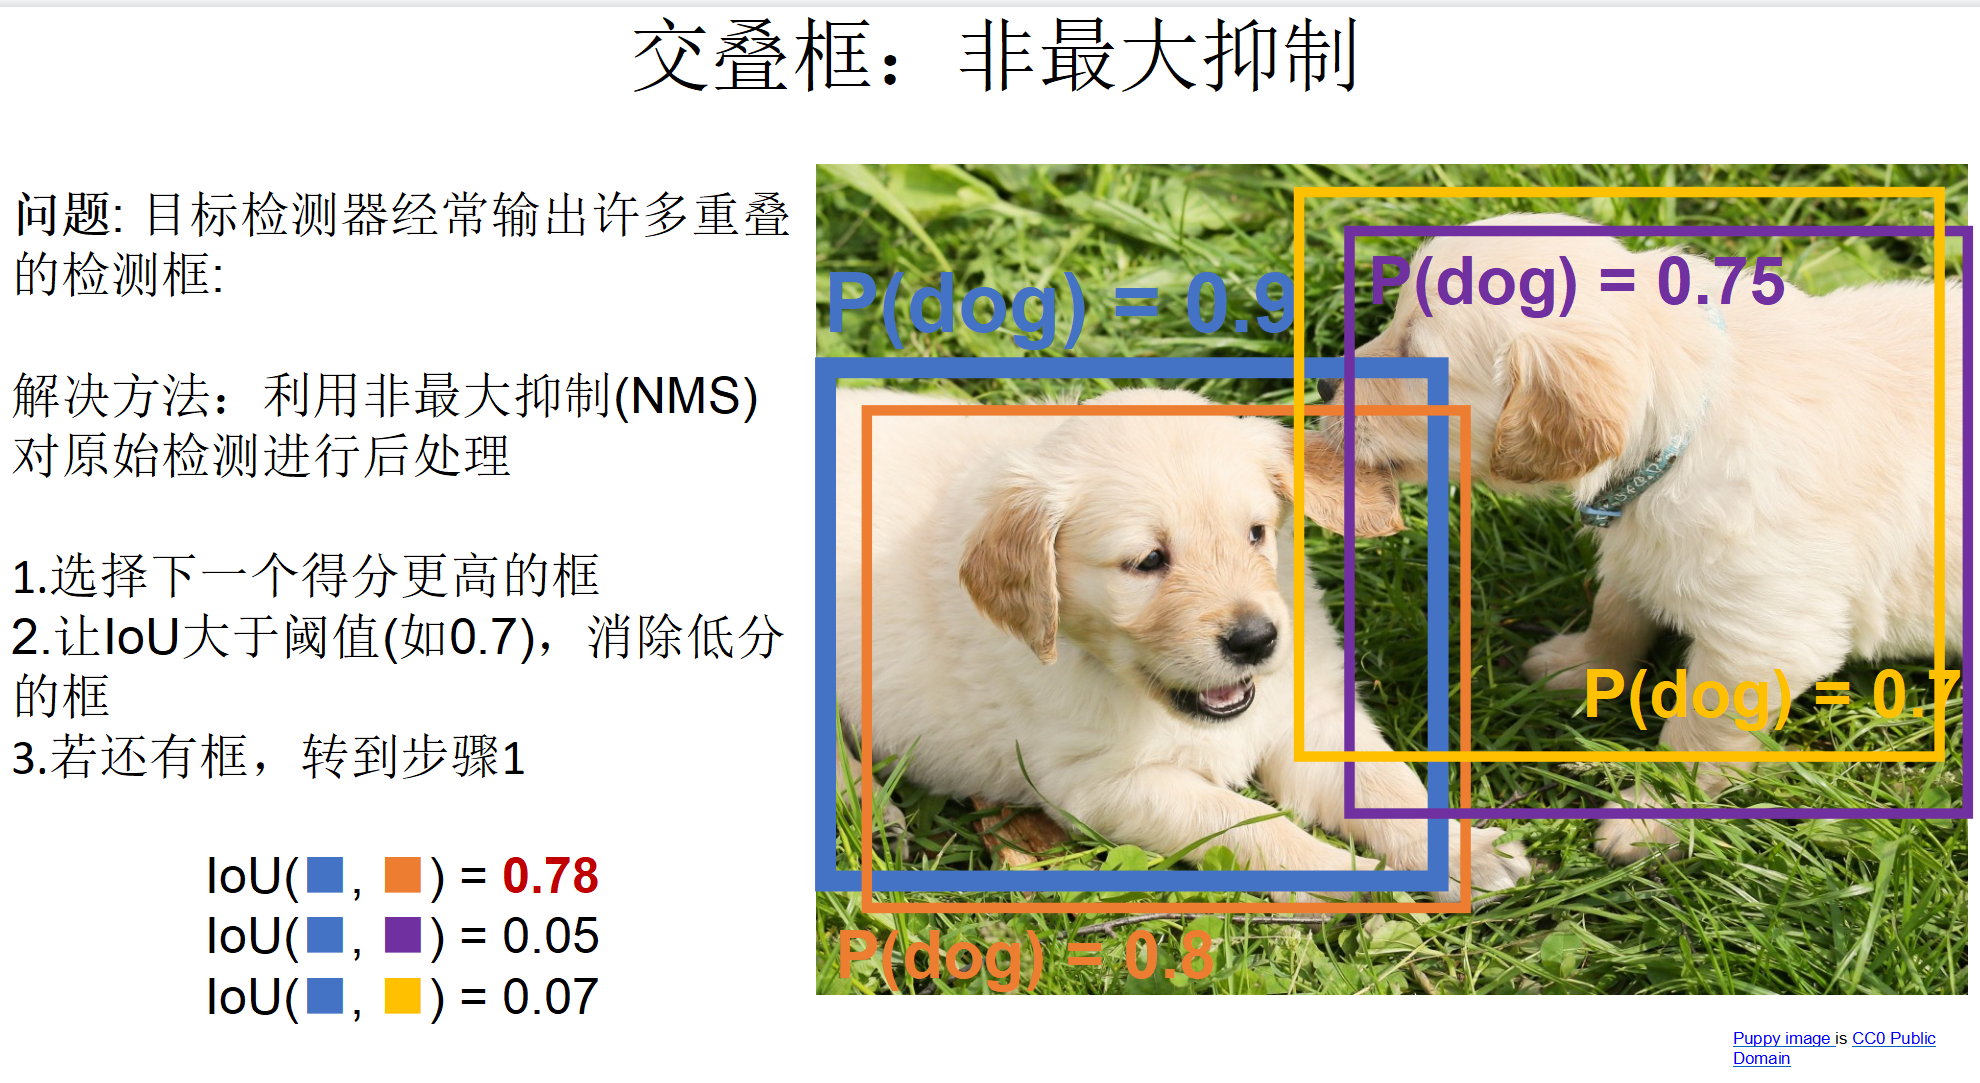 交叠框：非最大抑制
问题: 目标检测器经常输出许多重叠
的检测框:
解决方法：利用非最大抑制(NMS)
对原始检测进行后处理
1.选择下一个得分更高的框
2.让IoU大于阈值(如0.7)，消除低分
的框
3.若还有框，转到步骤1
IoU( , ) = 0.78
IoU( , ) = 0.05
IoU( , ) = 0.07
P(dog) = 0.9
P(dog) = 0.75
P(dog) = 0.7
P(dog) = 0.8
Puppy image is CC0 Public
Domain